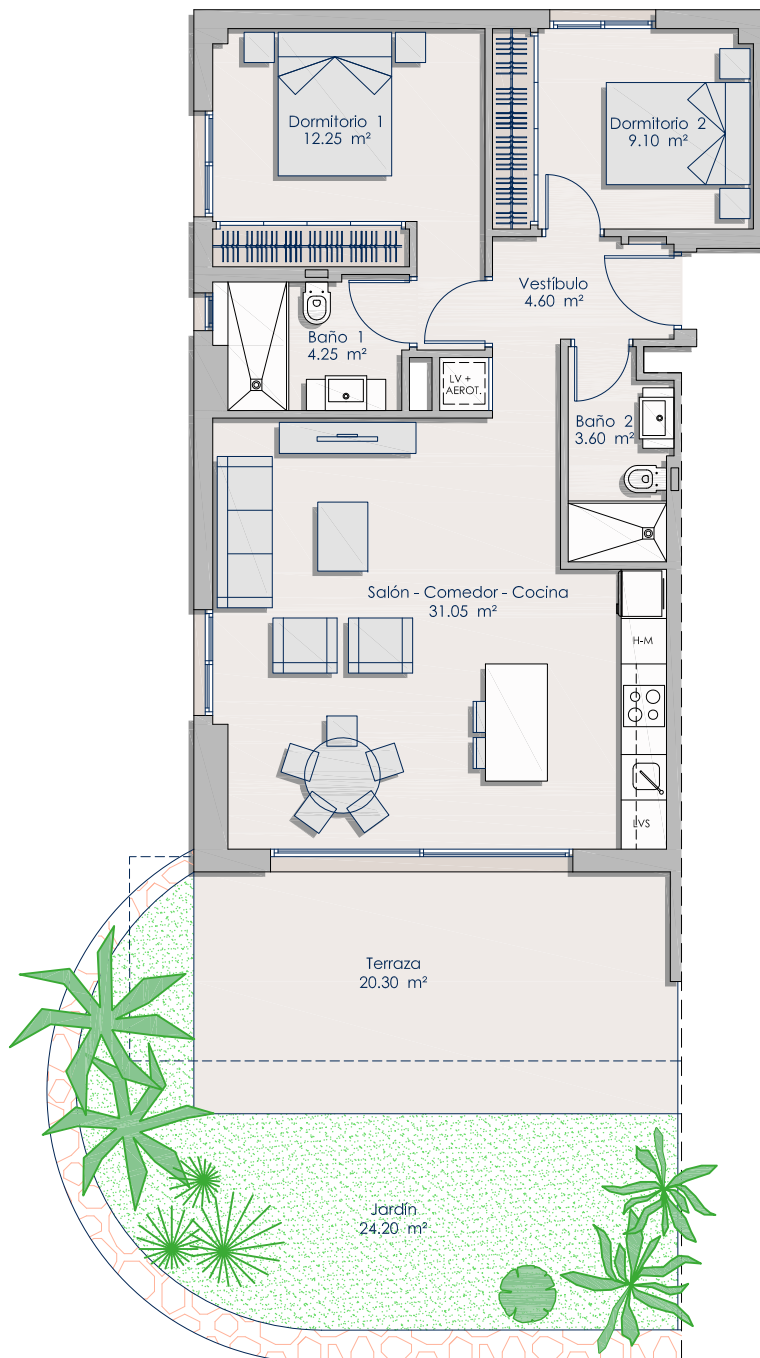 Dormitorio 1
12.25 m²
Dormitorio 2
9.10 m²
Vestíbulo
4.60 m²
Baño 1
4.25 m²
LV +
AEROT.
Baño 2
3.60 m²
Salón - Comedor - Cocina
31.05 m²
H-M
LVS
Terraza
20.30 m²
Jardín
24.20 m²